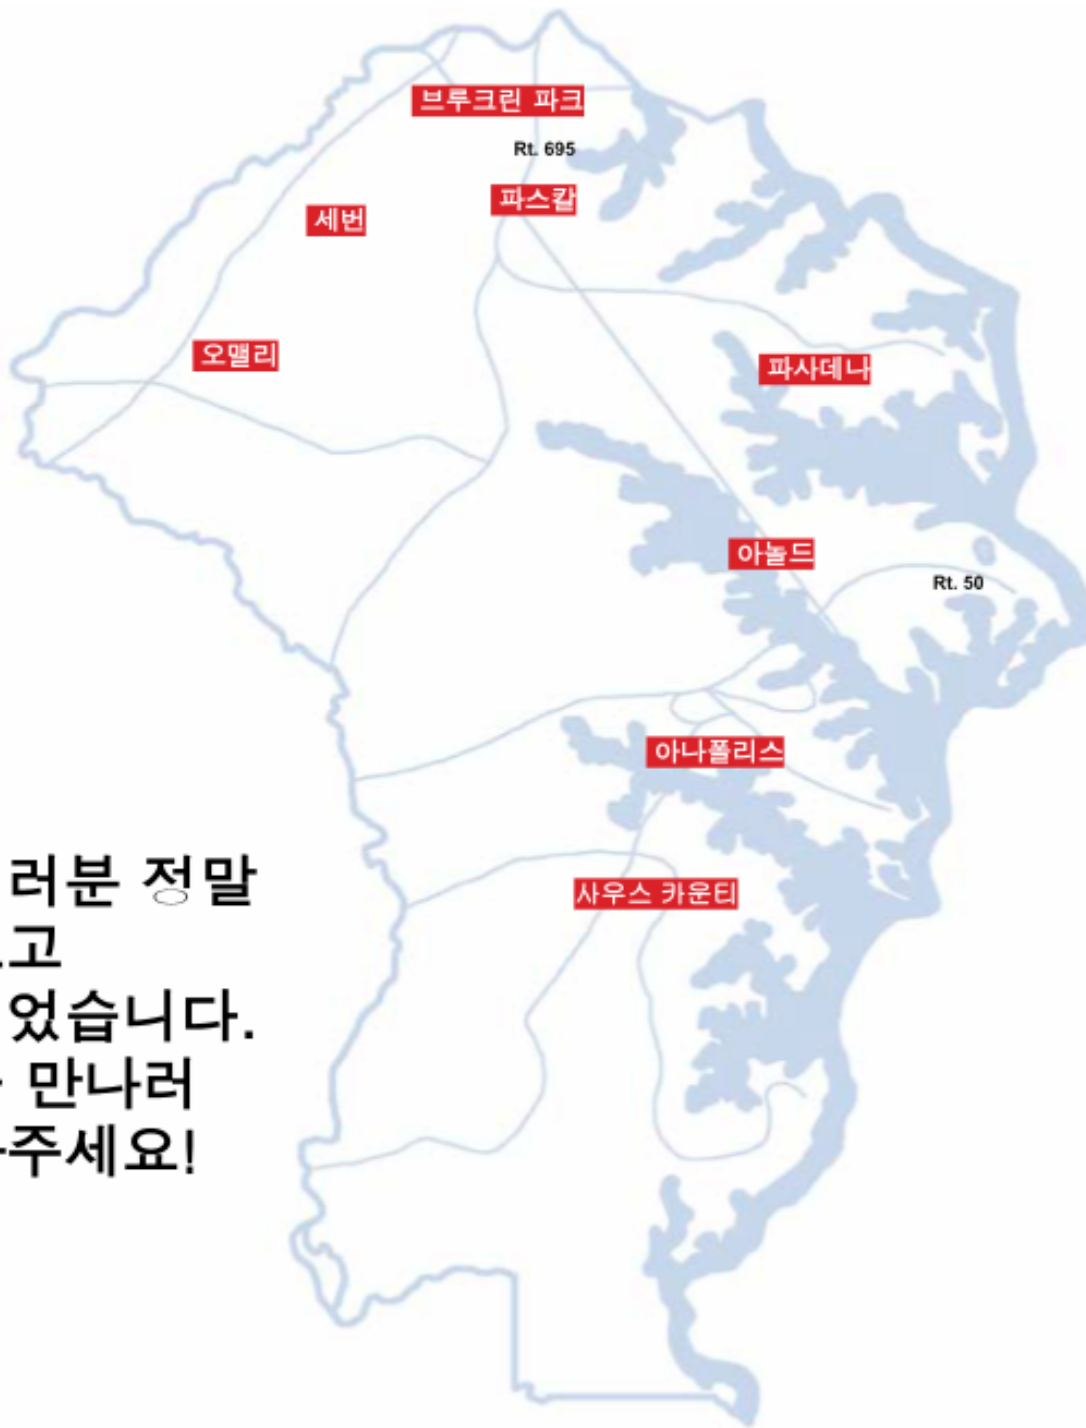 브루크린 파크
Rt. 695
파스칼
세번
오맬리
파사데나
아놀드
Rt. 50
아나폴리스
사우스 카운티
러분 정말
고
었습니다.
만나러
주세요!